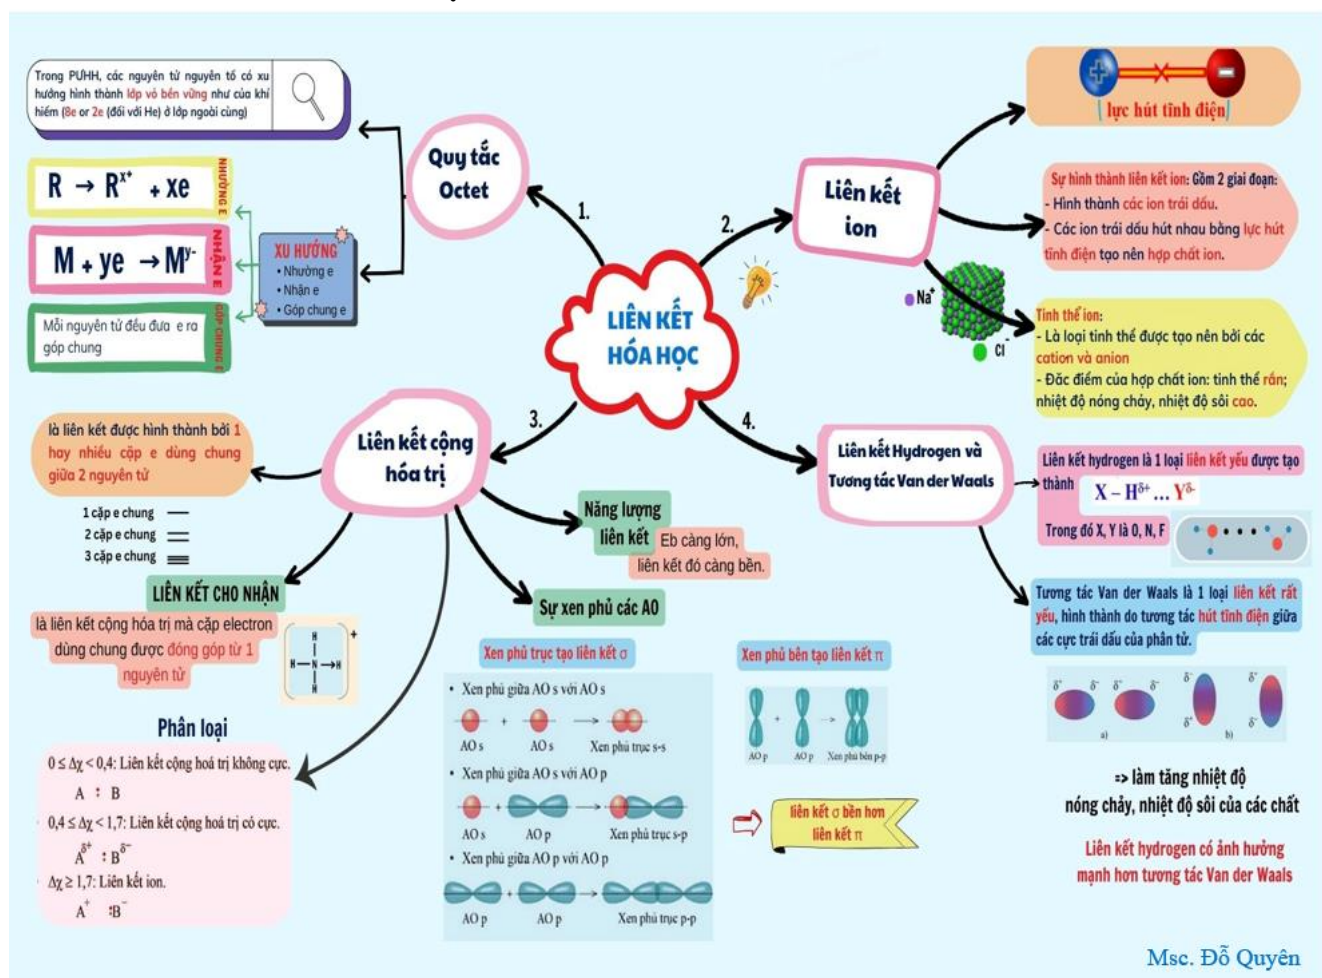 Trong PƯHH, các nguyên tử nguyên tố có xu
hướng hình thành lớp vỏ bền vững như của khí
hiếm (8e or 2e (đối với He) ở lớp ngoài cùng)
Quy tắc
Octet
1.
R → Rˣ⁺ + xe
NHƯỜNG E
M + ye → Mʸ⁻
NHẬN E
Mỗi nguyên tử đều đưa e ra
góp chung
GÓP CHUNG E
XU HƯỚNG
• Nhường e
• Nhận e
• Góp chung e
LIÊN KẾT
HÓA HỌC
2.
Liên kết
ion
+
−
lực hút tĩnh điện
Sự hình thành liên kết ion: Gồm 2 giai đoạn:
- Hình thành các ion trái dấu.
- Các ion trái dấu hút nhau bằng lực hút
tĩnh điện tạo nên hợp chất ion.
Na⁺
Cl⁻
Tinh thể ion:
- Là loại tinh thể được tạo nên bởi các
cation và anion
- Đặc điểm của hợp chất ion: tinh thể rắn;
nhiệt độ nóng chảy, nhiệt độ sôi cao.
3.
Liên kết cộng
hóa trị
là liên kết được hình thành bởi 1
hay nhiều cặp e dùng chung
giữa 2 nguyên tử
1 cặp e chung —
2 cặp e chung =
3 cặp e chung ≡
LIÊN KẾT CHO NHẬN
là liên kết cộng hóa trị mà cặp electron
dùng chung được đóng góp từ 1
nguyên tử
H
H—N→H
H
+
Phân loại
0 ≤ Δχ < 0,4: Liên kết cộng hoá trị không cực.
A : B
0,4 ≤ Δχ < 1,7: Liên kết cộng hoá trị có cực.
A^δ+ : B^δ−
Δχ ≥ 1,7: Liên kết ion.
A⁺ :B⁻
Năng lượng
liên kết
Eb càng lớn,
liên kết đó càng bền.
Sự xen phủ các AO
Xen phủ trục tạo liên kết σ
• Xen phủ giữa AO s với AO s
+ →
AO s AO s Xen phủ trục s-s
• Xen phủ giữa AO s với AO p
+ →
AO s AO p Xen phủ trục s-p
• Xen phủ giữa AO p với AO p
+ →
AO p AO p Xen phủ trục p-p
Xen phủ bên tạo liên kết π
+ →
AO p AO p Xen phủ bên p-p
liên kết σ bền hơn
liên kết π
4.
Liên kết Hydrogen và
Tương tác Van der Waals
Liên kết hydrogen là 1 loại liên kết yếu được tạo
thành X – H^δ+ ... Y^δ-
Trong đó X, Y là O, N, F
Tương tác Van der Waals là 1 loại liên kết rất
yếu, hình thành do tương tác hút tĩnh điện giữa
các cực trái dấu của phân tử.
δ⁺ δ⁻ δ⁺ δ⁻ δ⁻ δ⁺
δ⁺ δ⁻
a) b)
=> làm tăng nhiệt độ
nóng chảy, nhiệt độ sôi của các chất
Liên kết hydrogen có ảnh hưởng
mạnh hơn tương tác Van der Waals
Msc. Đỗ Quyên